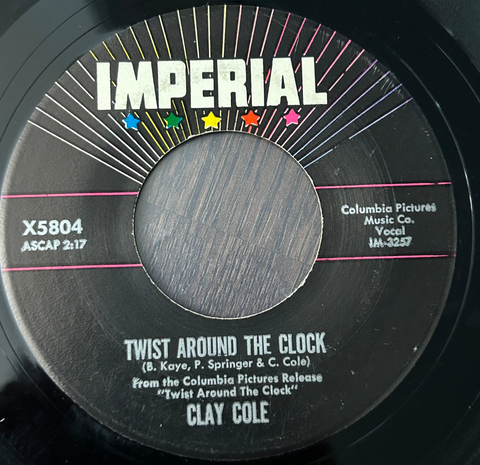 IMPERIAL
X5804
ASCAP 2:17
Columbia Pictures
Music Co.
Vocal
IM-3257
TWIST AROUND THE CLOCK
(B. Kaye, P. Springer & C. Cole)
From the Columbia Pictures Release
"Twist Around The Clock"
CLAY COLE